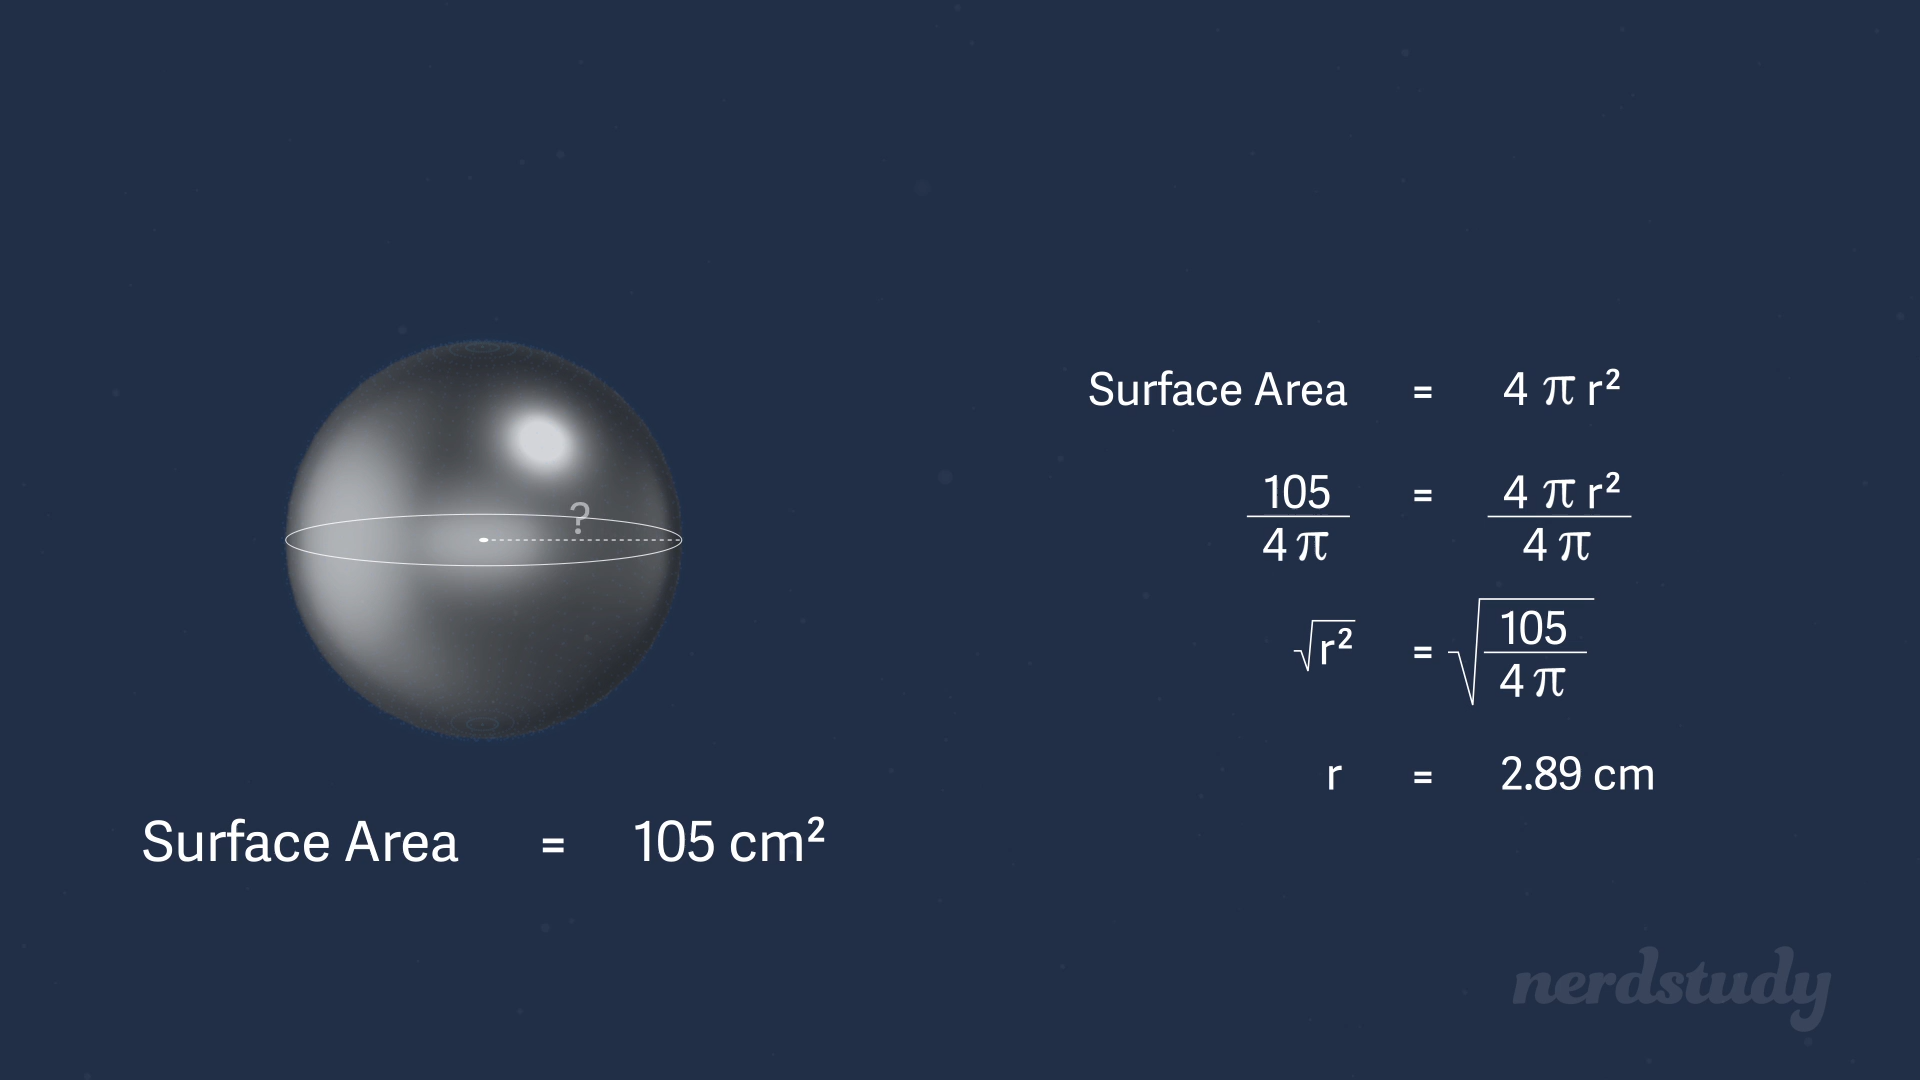 ?
Surface Area = 105 cm²
Surface Area = 4 π r²
105 / 4 π = 4 π r² / 4 π
√r² = √105 / 4 π
r = 2.89 cm
nerdstudy